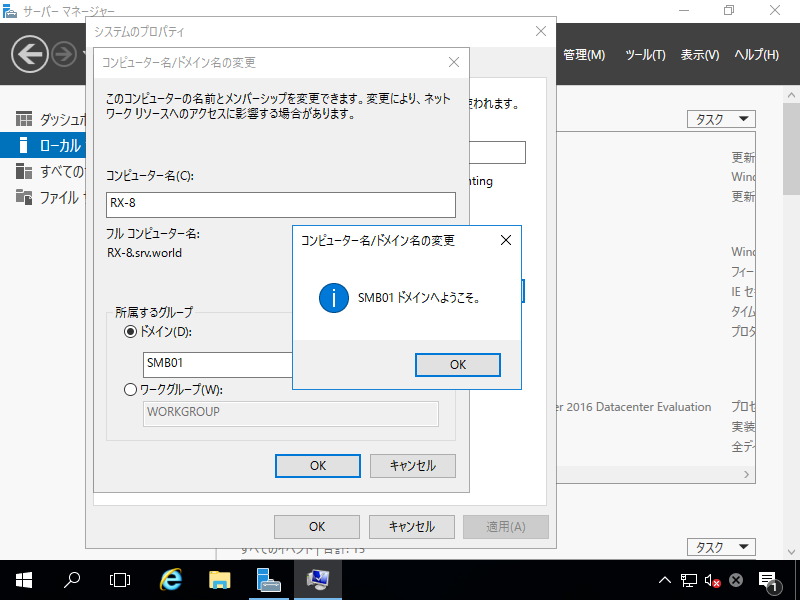 サーバー マネージャー
システムのプロパティ
コンピューター名/ドメイン名の変更
管理(M) ツール(T) 表示(V) ヘルプ(H)
このコンピューターの名前とメンバーシップを変更できます。変更により、ネット
ワーク リソースへのアクセスに影響する場合があります。
使われます。
ダッシュボ
タスク
ローカル
すべての
ファイル
コンピューター名(C):
nting
RX-8
フル コンピューター名:
RX-8.srv.world
更新
Wind
更新
コンピューター名/ドメイン名の変更
SMB01 ドメインへようこそ。
OK
Wind
フィー
IE セ
タイム
プロダ
所属するグループ
ドメイン(D):
SMB01
ワークグループ(W):
WORKGROUP
er 2016 Datacenter Evaluation
プロセ
実装
全ディ
OK キャンセル
OK キャンセル 適用(A)
すべてのイベント | 合計: 15
タスク
1